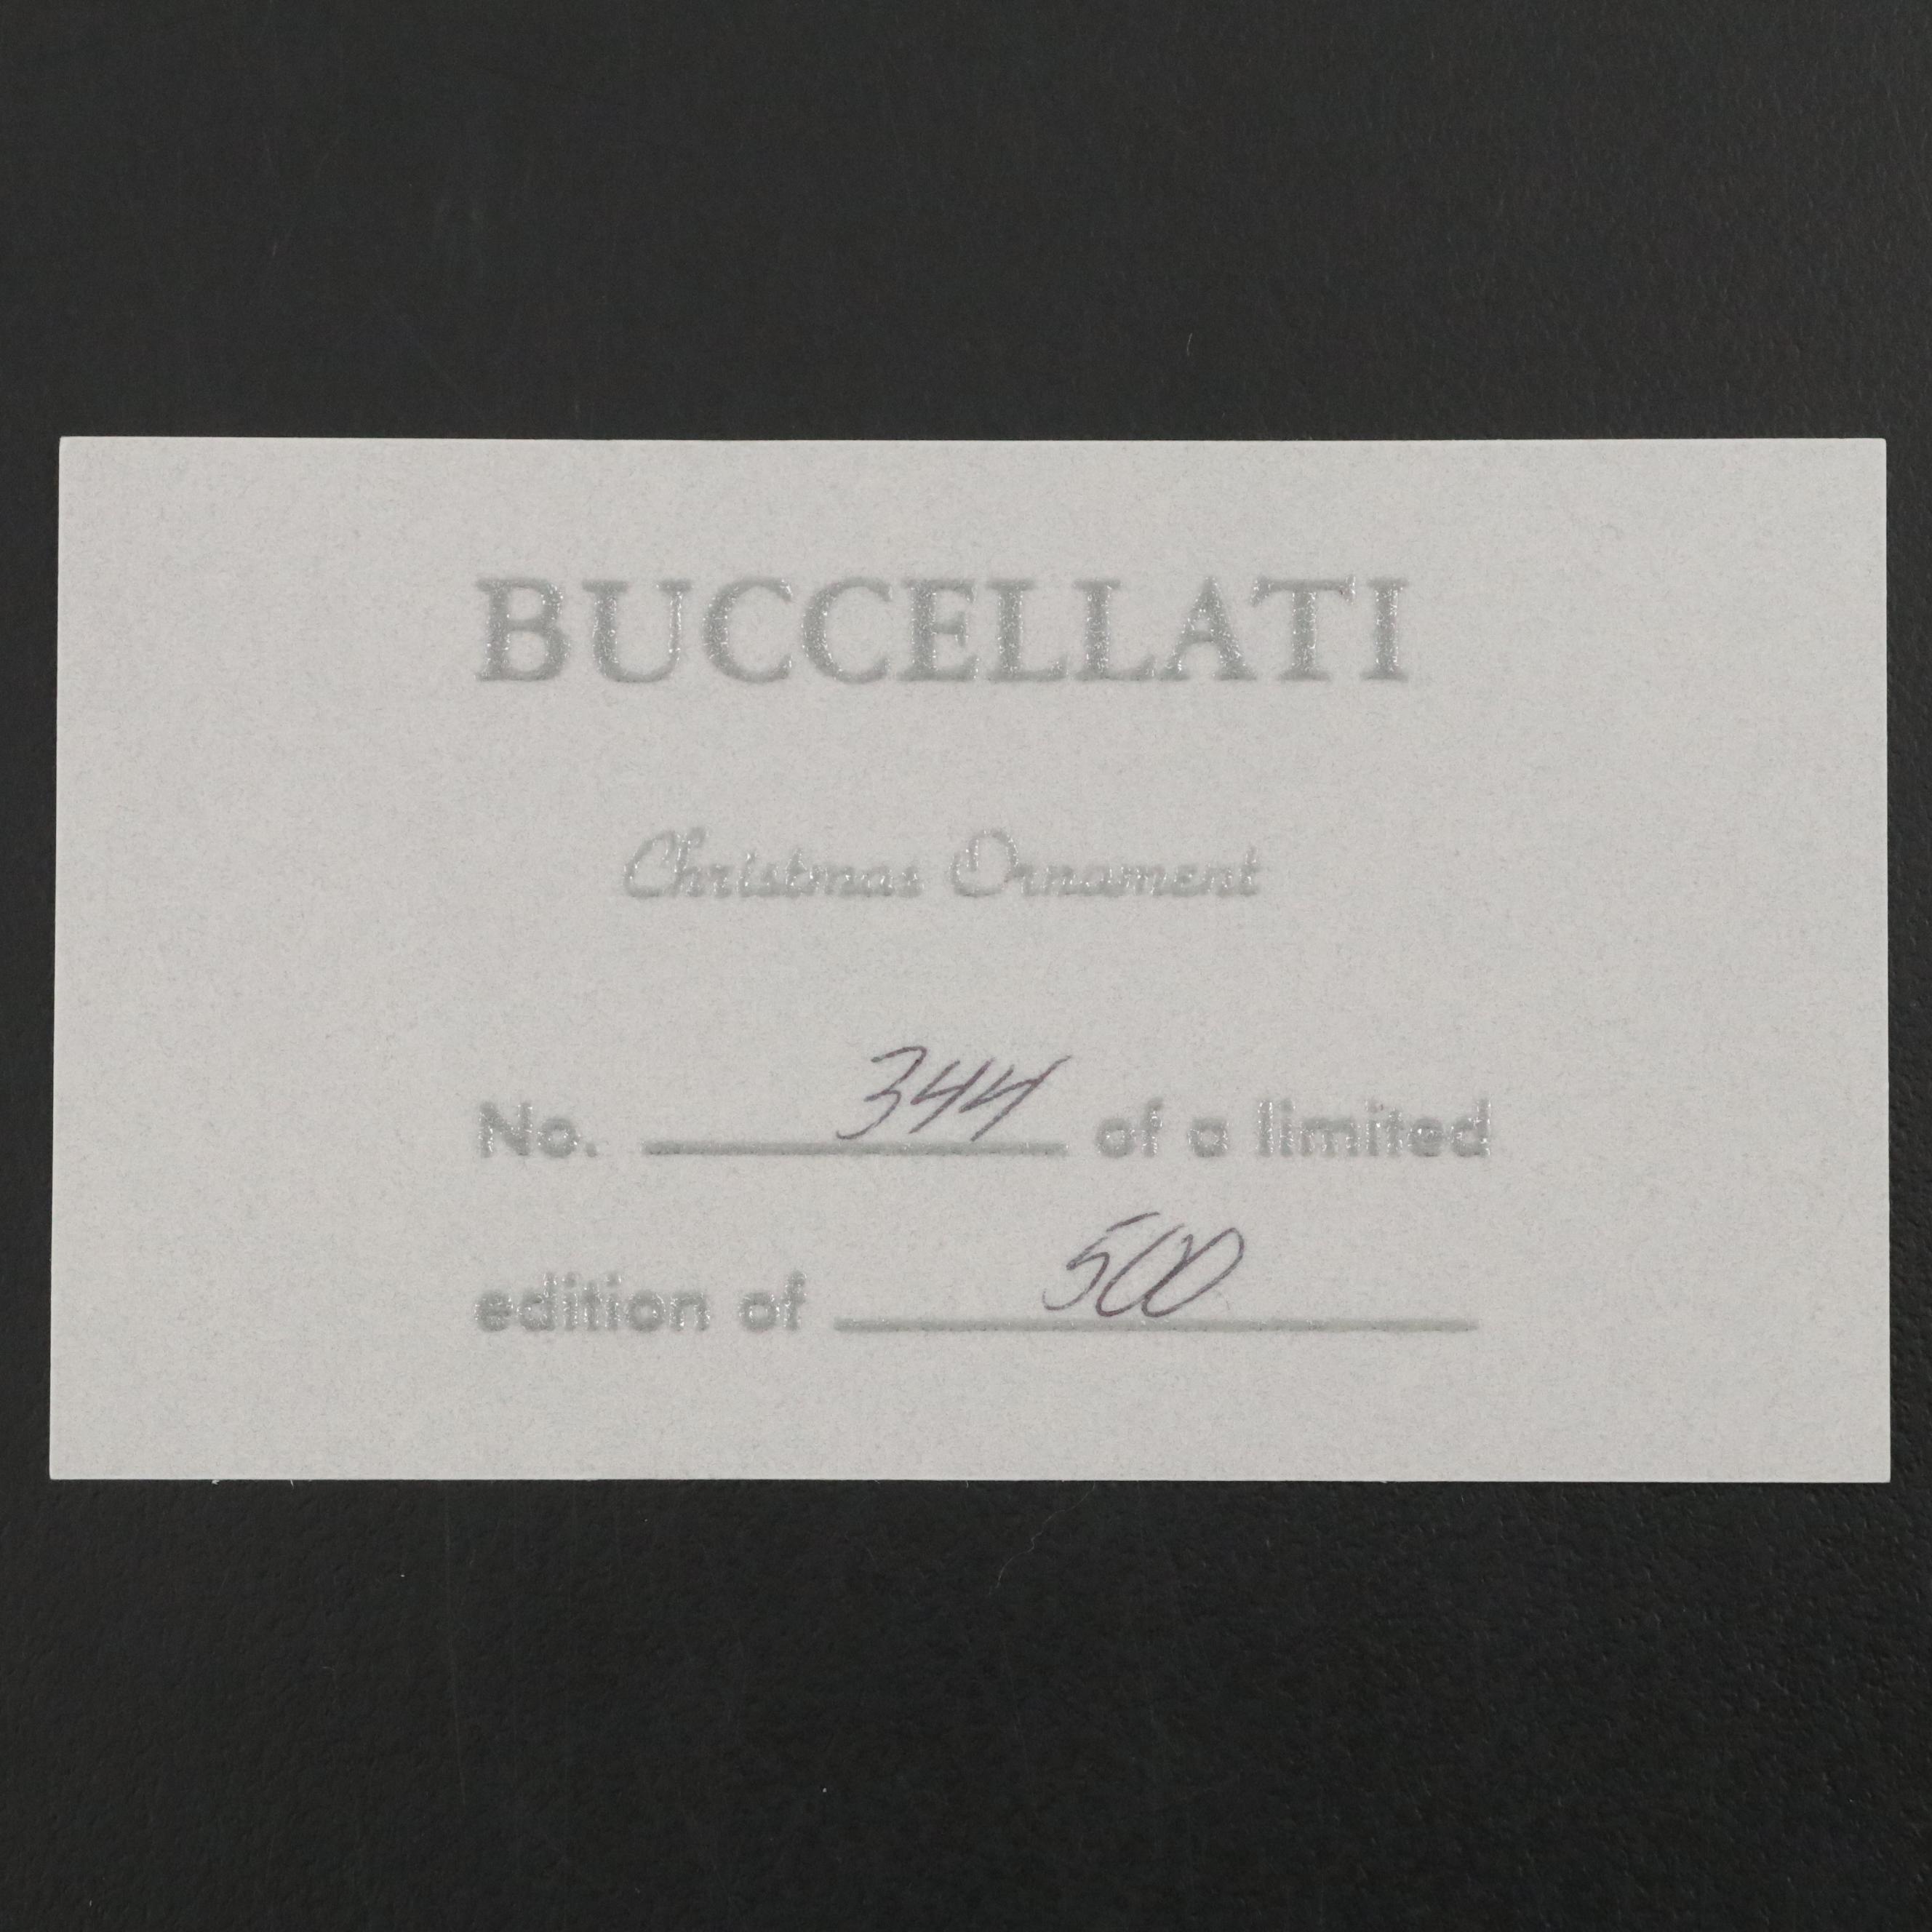 BUCCELLATI
Christmas Ornament
No. 344 of a limited
edition of 500